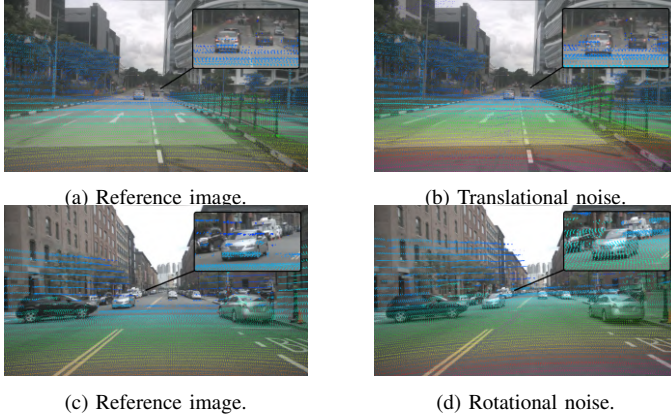 (a) Reference image.
(b) Translational noise.
(c) Reference image.
(d) Rotational noise.